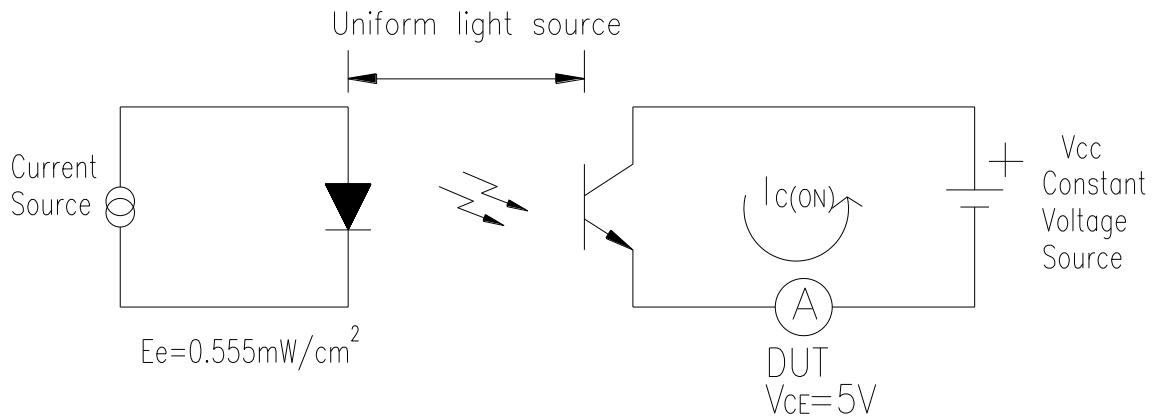 Uniform light source
Current
Source
IC(ON)
+
Vcc
Constant
Voltage
Source
A
Ee=0.555mW/cm²
DUT
VCE=5V